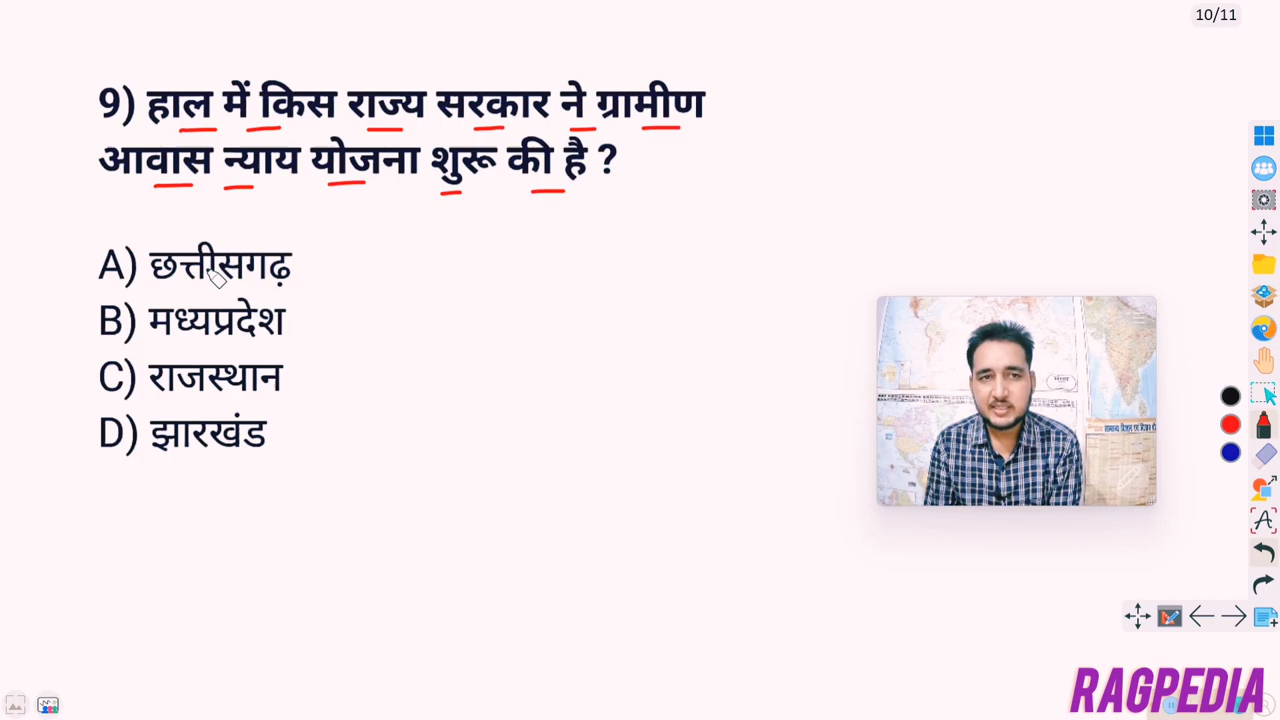 10/11
9) हाल में किस राज्य सरकार ने ग्रामीण
आवास न्याय योजना शुरू की है ?
A) छत्तीसगढ़
B) मध्यप्रदेश
C) राजस्थान
D) झारखंड
RAGPEDIA